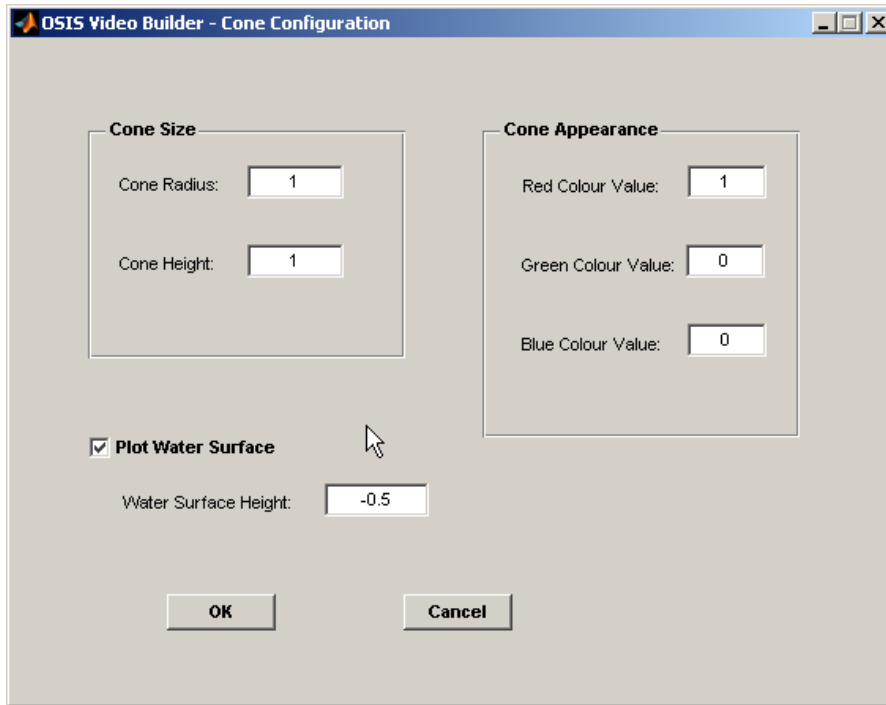 OSIS Video Builder - Cone Configuration
Cone Size
Cone Radius: 1
Cone Height: 1
Cone Appearance
Red Colour Value: 1
Green Colour Value: 0
Blue Colour Value: 0
Plot Water Surface
Water Surface Height: -0.5
OK
Cancel